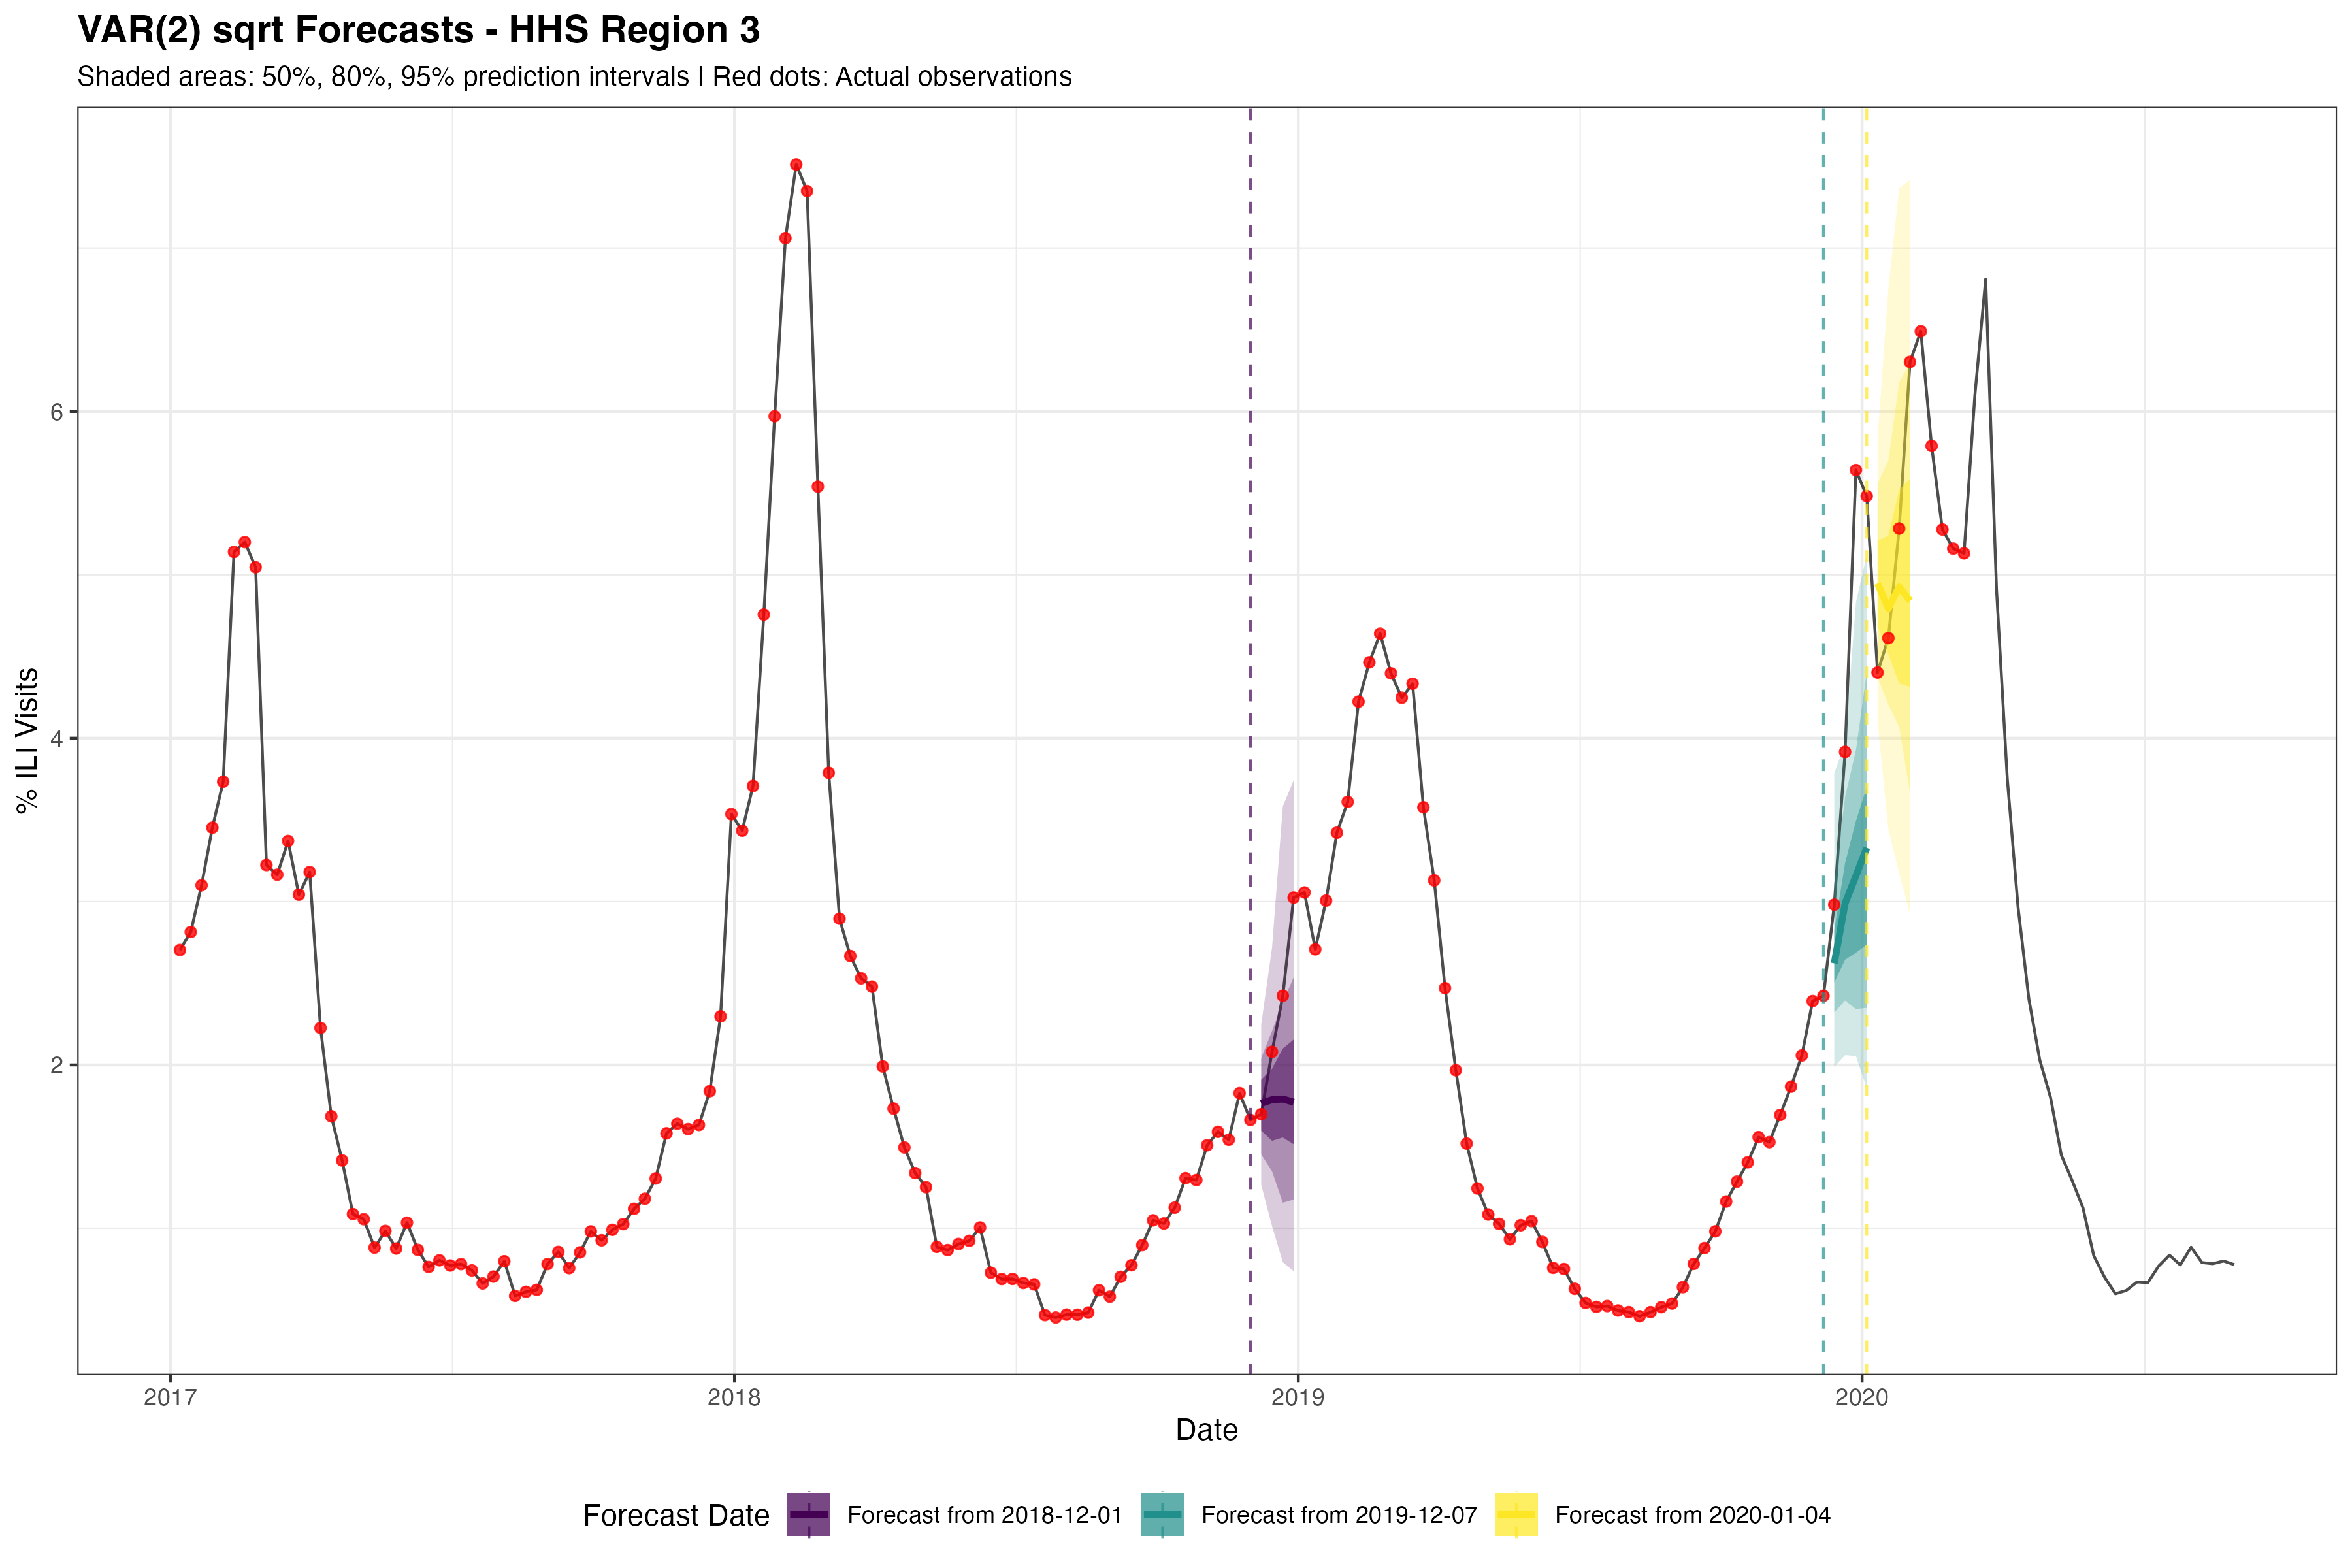 VAR(2) sqrt Forecasts - HHS Region 3
Shaded areas: 50%, 80%, 95% prediction intervals | Red dots: Actual observations
% ILI Visits
6
4
2
2017 2018 2019 2020
Date
Forecast Date Forecast from 2018-12-01 Forecast from 2019-12-07 Forecast from 2020-01-04